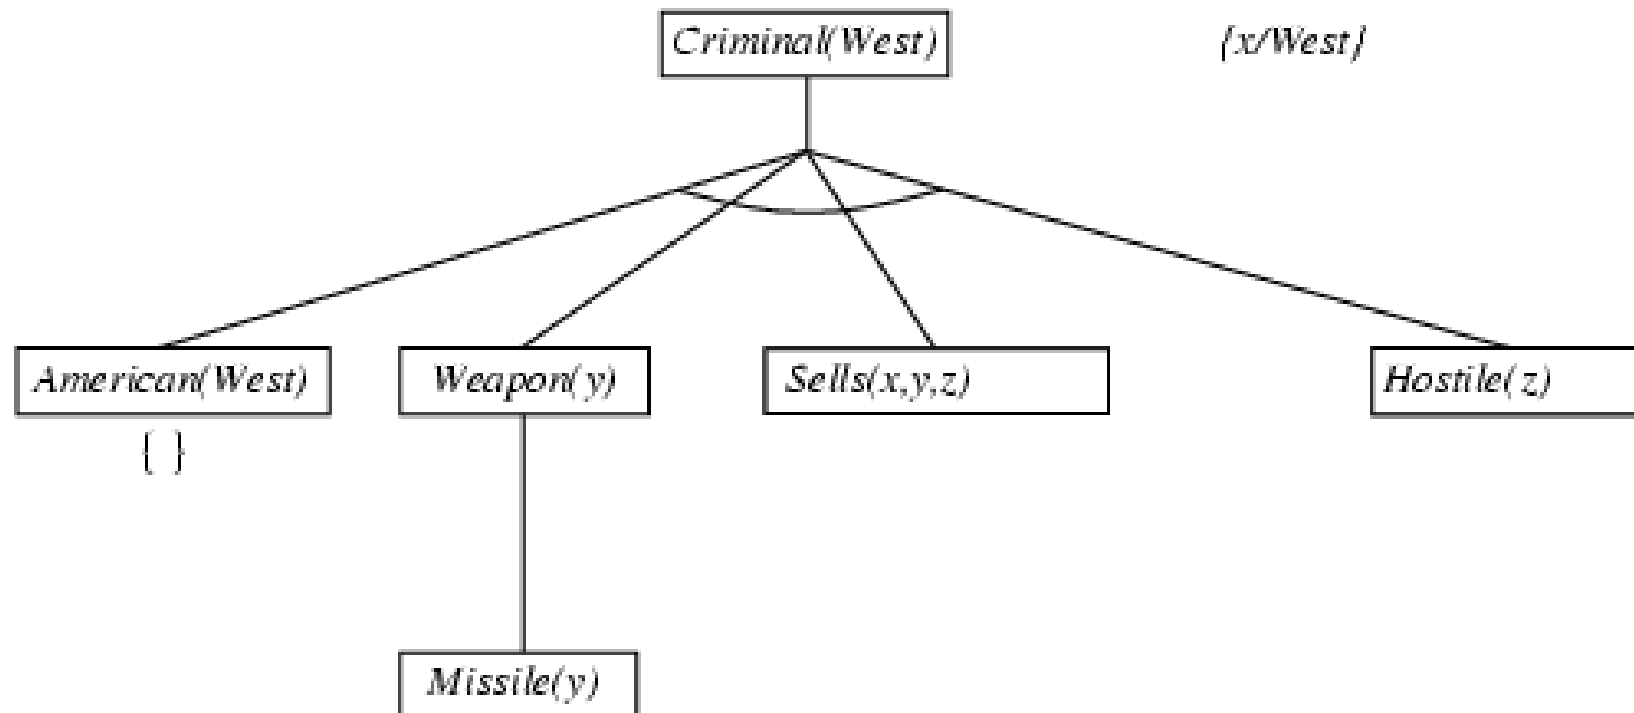 Criminal(West) {x/West}
American(West) Weapon(y) Sells(x,y,z) Hostile(z)
{ }
Missile(y)